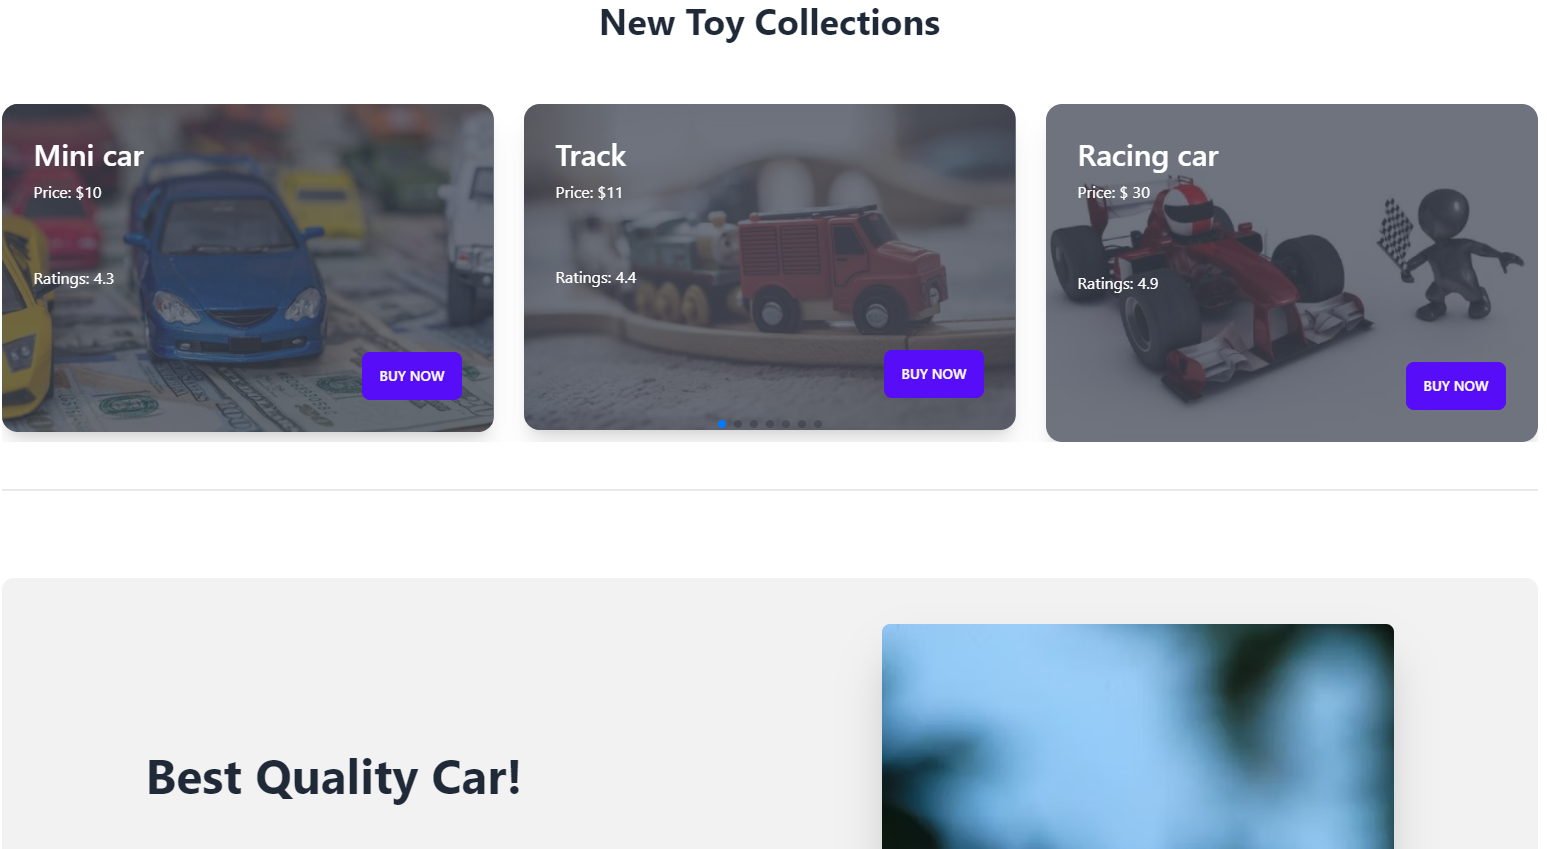 New Toy Collections
Mini car
Price: $10
Ratings: 4.3
BUY NOW
Track
Price: $11
Ratings: 4.4
BUY NOW
Racing car
Price: $ 30
Ratings: 4.9
BUY NOW
Best Quality Car!